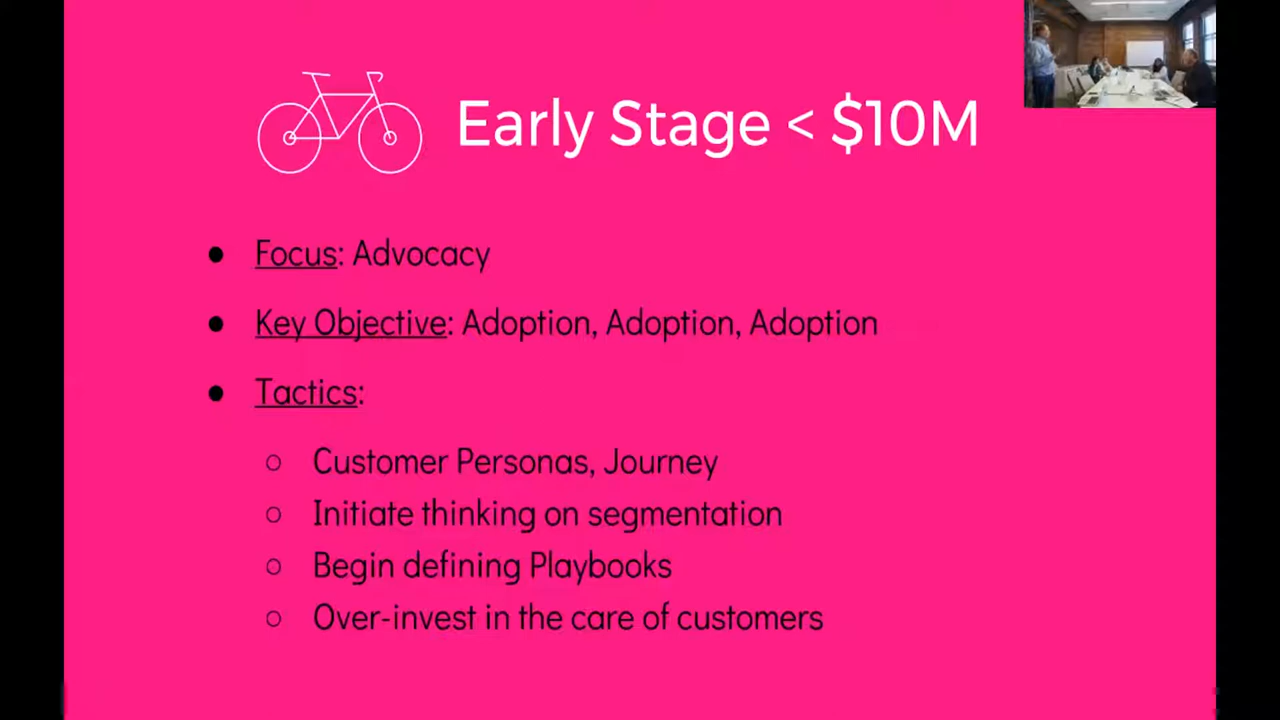 Early Stage < $10M
● Focus: Advocacy
● Key Objective: Adoption, Adoption, Adoption
● Tactics:
○ Customer Personas, Journey
○ Initiate thinking on segmentation
○ Begin defining Playbooks
○ Over-invest in the care of customers